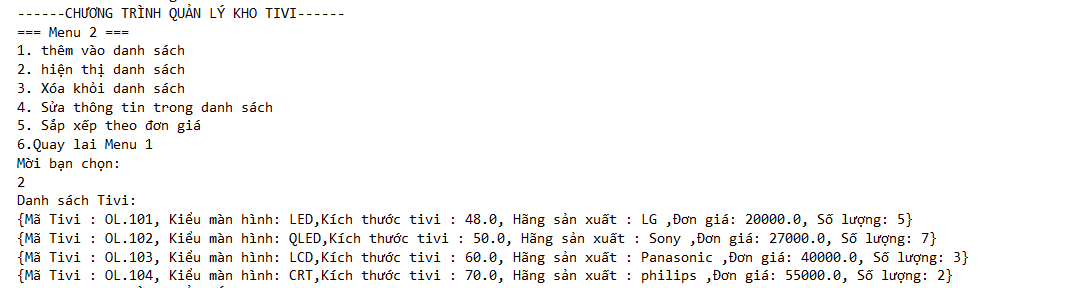 ------CHƯƠNG TRÌNH QUẢN LÝ KHO TIVI------
=== Menu 2 ===
1. thêm vào danh sách
2. hiện thị danh sách
3. Xóa khỏi danh sách
4. Sửa thông tin trong danh sách
5. Sắp xếp theo đơn giá
6.Quay lai Menu 1
Mời bạn chọn:
2
Danh sách Tivi:
{Mã Tivi : OL.101, Kiểu màn hình: LED,Kích thước tivi : 48.0, Hãng sản xuất : LG ,Đơn giá: 20000.0, Số lượng: 5}
{Mã Tivi : OL.102, Kiểu màn hình: QLED,Kích thước tivi : 50.0, Hãng sản xuất : Sony ,Đơn giá: 27000.0, Số lượng: 7}
{Mã Tivi : OL.103, Kiểu màn hình: LCD,Kích thước tivi : 60.0, Hãng sản xuất : Panasonic ,Đơn giá: 40000.0, Số lượng: 3}
{Mã Tivi : OL.104, Kiểu màn hình: CRT,Kích thước tivi : 70.0, Hãng sản xuất : philips ,Đơn giá: 55000.0, Số lượng: 2}